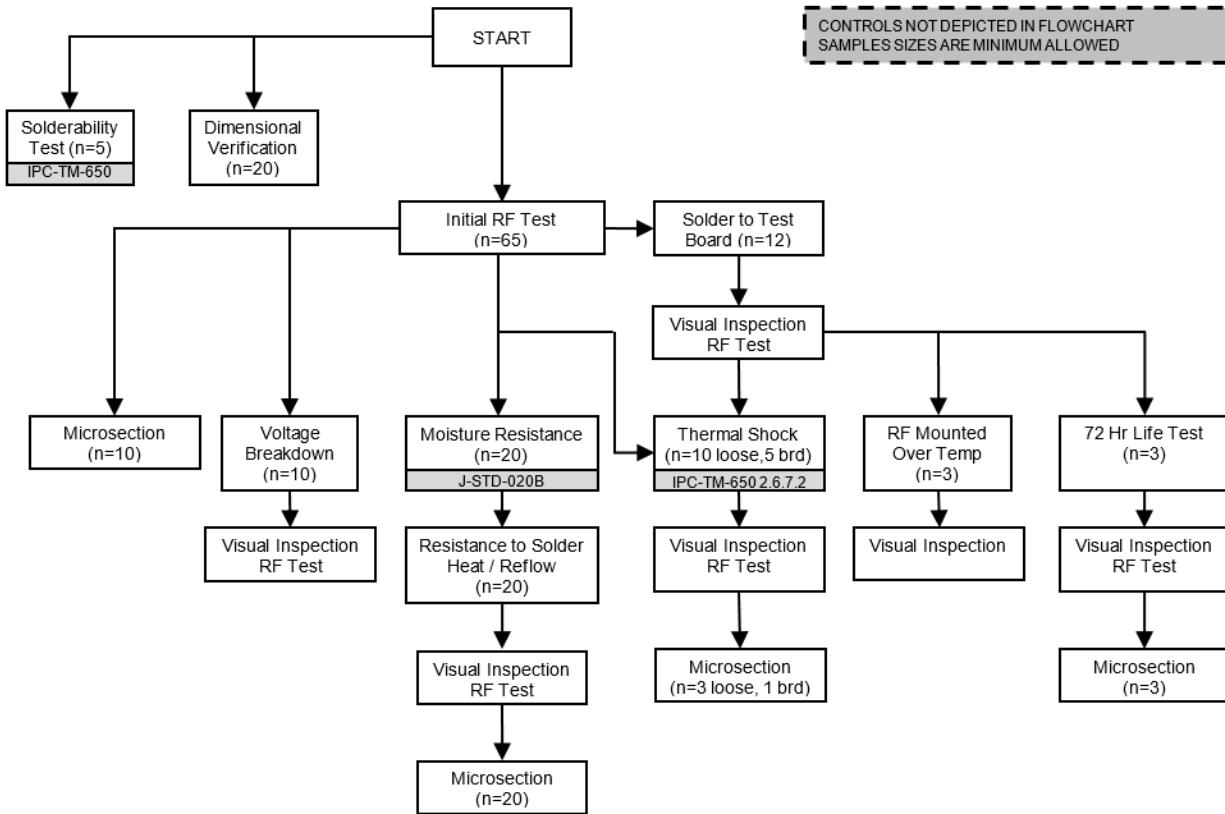 START
CONTROLS NOT DEPICTED IN FLOWCHART
SAMPLES SIZES ARE MINIMUM ALLOWED
Solderability
Test (n=5)
IPC-TM-650
Dimensional
Verification
(n=20)
Initial RF Test
(n=65)
Solder to Test
Board (n=12)
Visual Inspection
RF Test
Microsection
(n=10)
Voltage
Breakdown
(n=10)
Moisture Resistance
(n=20)
J-STD-020B
Thermal Shock
(n=10 loose,5 brd)
IPC-TM-650 2.6.7.2
RF Mounted
Over Temp
(n=3)
72 Hr Life Test
(n=3)
Visual Inspection
RF Test
Resistance to Solder
Heat / Reflow
(n=20)
Visual Inspection
RF Test
Visual Inspection
Visual Inspection
RF Test
Visual Inspection
RF Test
Microsection
(n=3 loose, 1 brd)
Microsection
(n=3)
Microsection
(n=20)